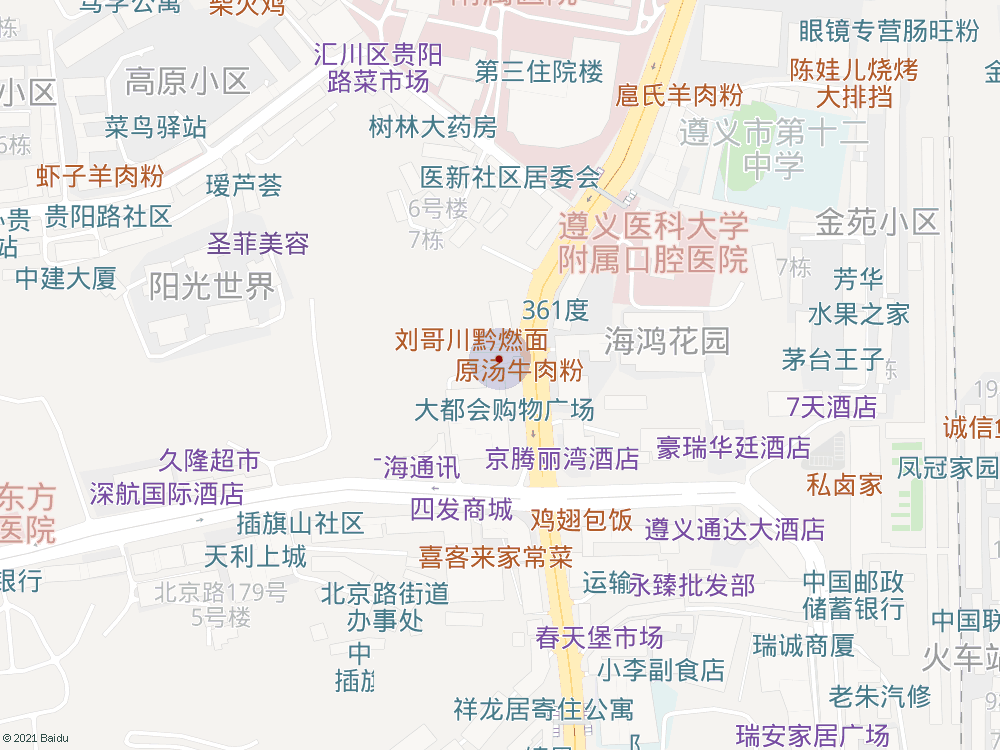 柴火鸡
附属医院
眼镜专营肠旺粉
汇川区贵阳
路菜市场
高原小区
第三住院楼
陈娃儿烧烤
大排挡
扈氏羊肉粉
小区
菜鸟驿站
树林大药房
遵义市第十二
中学
6栋
虾子羊肉粉
瑷芦荟
医新社区居委会
6号楼
7栋
贵阳路社区
站
圣菲美容
遵义医科大学
附属口腔医院
金苑小区
7栋
中建大厦
阳光世界
芳华
水果之家
361度
刘哥川黔燃面
原汤牛肉粉
海鸿花园
茅台王子
栋
大都会购物广场
7天酒店
诚信
久隆超市
海通讯
京腾丽湾酒店
豪瑞华廷酒店
凤冠家园
私卤家
深航国际酒店
东方
医院
四发商城
鸡翅包饭
遵义通达大酒店
插旗山社区
天利上城
喜客来家常菜
银行
北京路179号
5号楼
北京路街道
办事处
运输
永臻批发部
中国邮政
储蓄银行
中国联
春天堡市场
瑞诚商厦
火车站
中
插旗
小李副食店
老朱汽修
祥龙居寄住公寓
瑞安家居广场
© 2021 Baidu